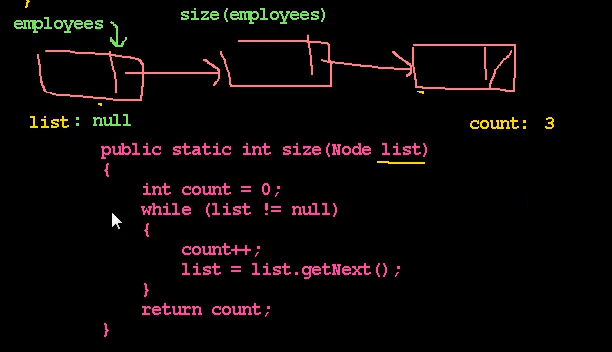 }
size(employees)
employees
list: null
count: 3
public static int size(Node list)
{
int count = 0;
while (list != null)
{
count++;
list = list.getNext();
}
return count;
}